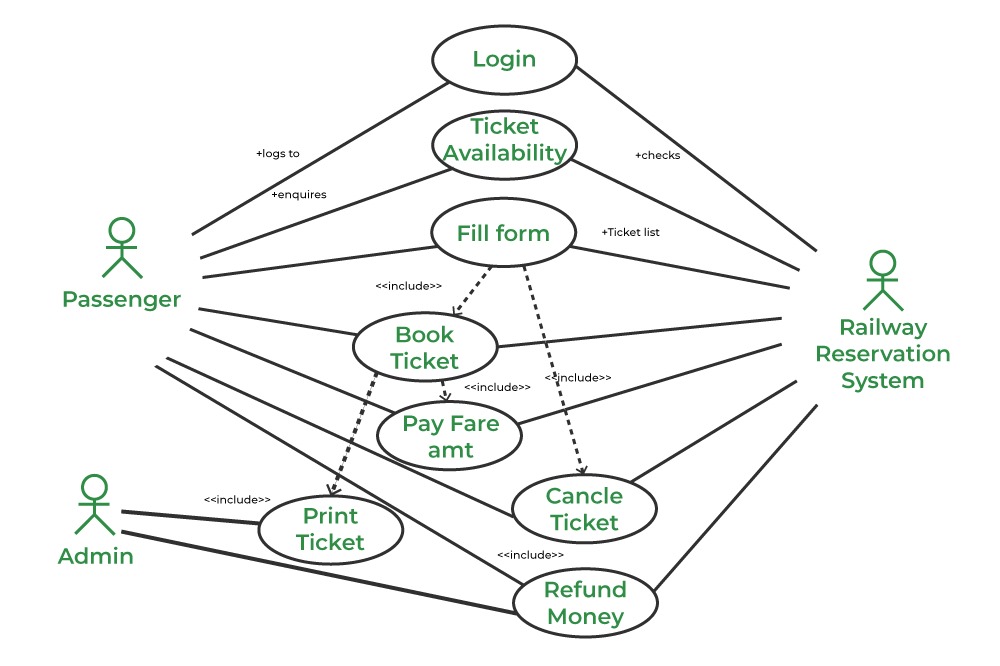 Login
Ticket
Availability
+logs to
+checks
+enquires
Fill form
+Ticket list
Passenger
<<include>>
Railway
Reservation
System
Book
Ticket
<<include>>
<<include>>
Pay Fare
amt
Cancle
Ticket
<<include>>
Print
Ticket
Admin
<<include>>
Refund
Money